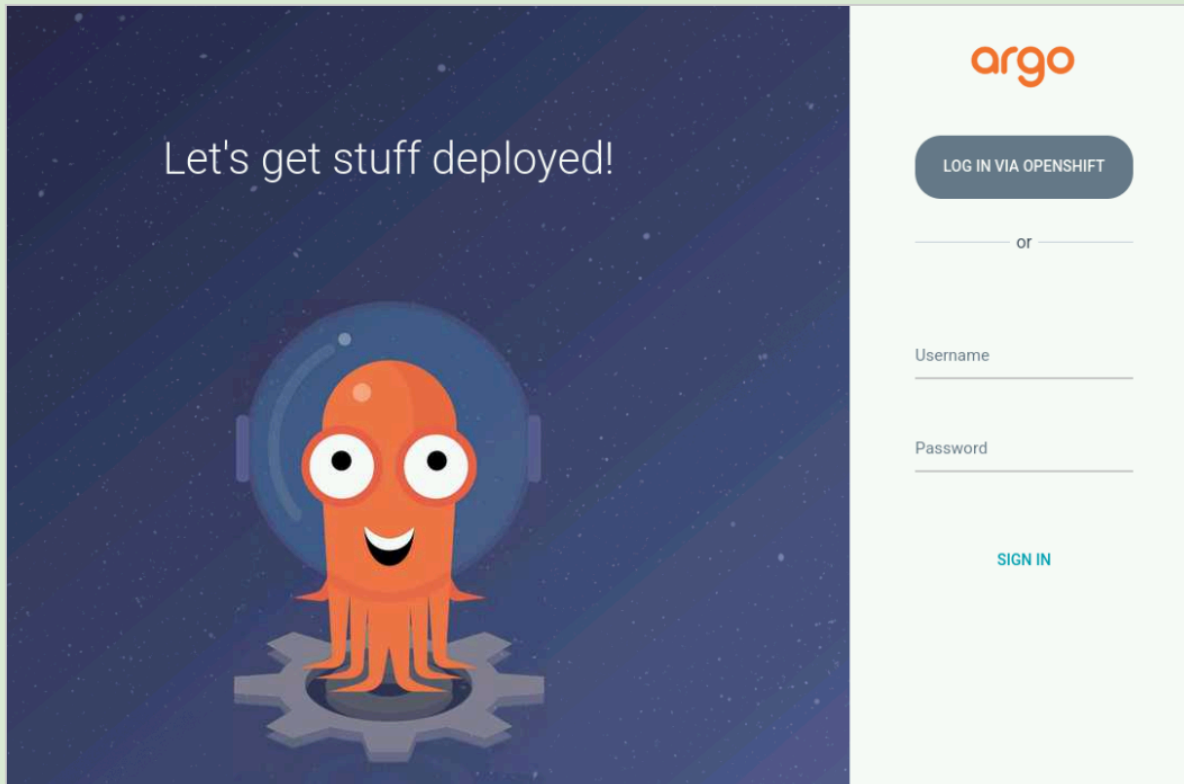 Let's get stuff deployed!
argo
LOG IN VIA OPENSHIFT
or
Username
Password
SIGN IN